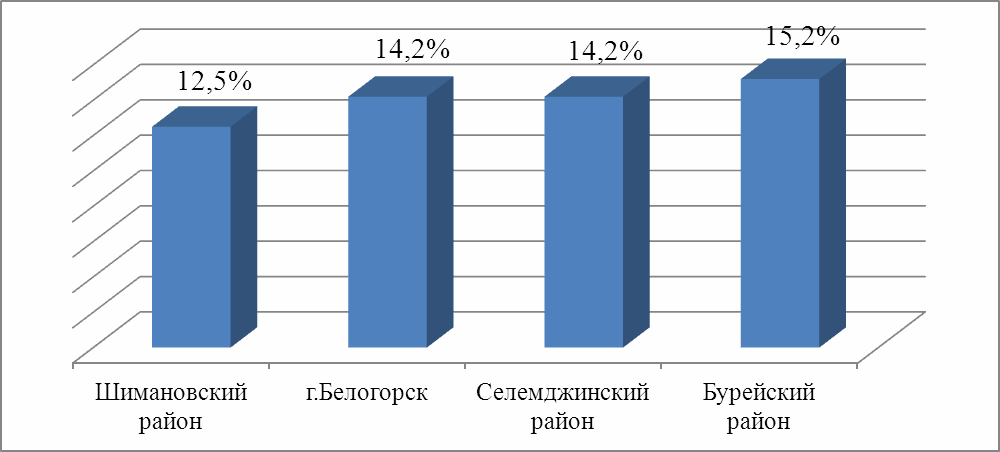 12,5%
14,2%
14,2%
15,2%
Шимановский
район
г.Белогорск
Селемджинский
район
Бурейский
район